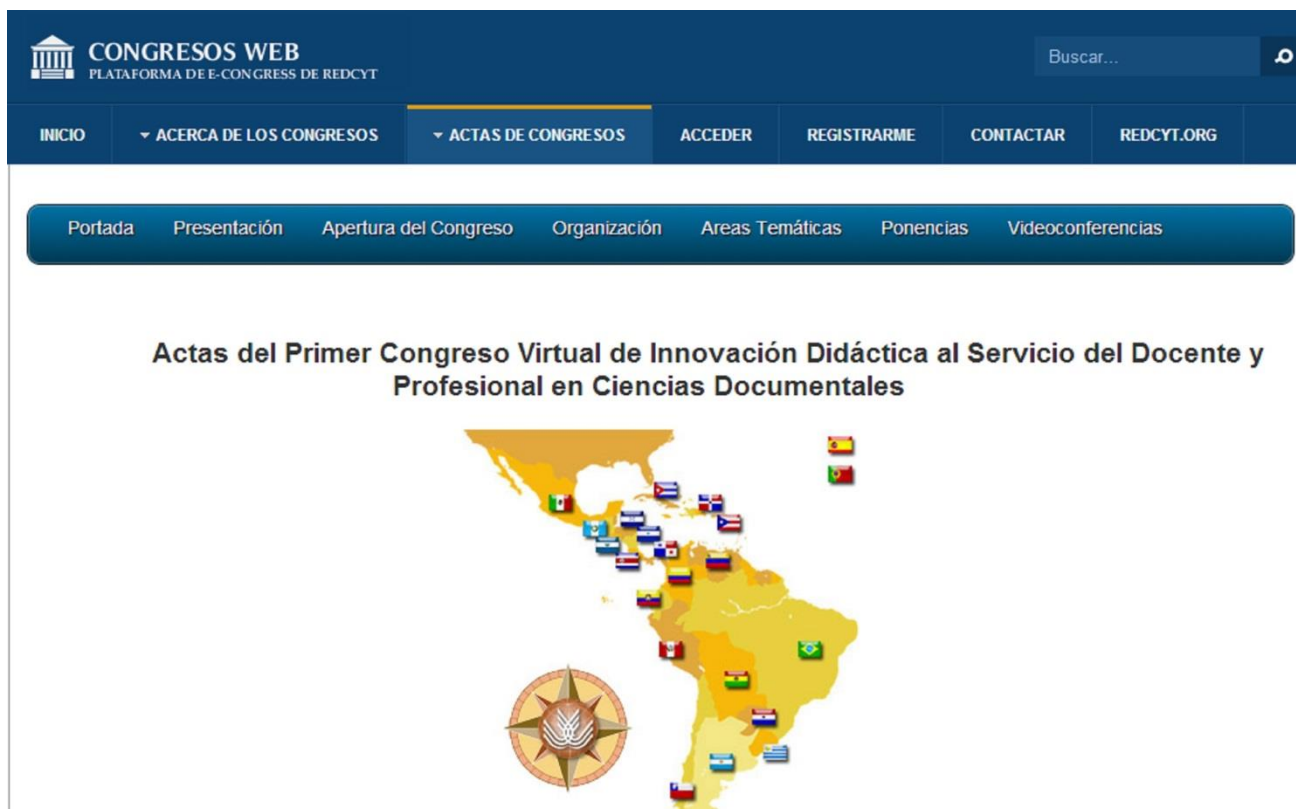 CONGRESOS WEB
PLATAFORMA DE E-CONGRESS DE REDCYT
Buscar...
INICIO
ACERCA DE LOS CONGRESOS
ACTAS DE CONGRESOS
ACCEDER
REGISTRARME
CONTACTAR
REDCYT.ORG
Portada
Presentación
Apertura del Congreso
Organización
Areas Temáticas
Ponencias
Videoconferencias
Actas del Primer Congreso Virtual de Innovación Didáctica al Servicio del Docente y
Profesional en Ciencias Documentales